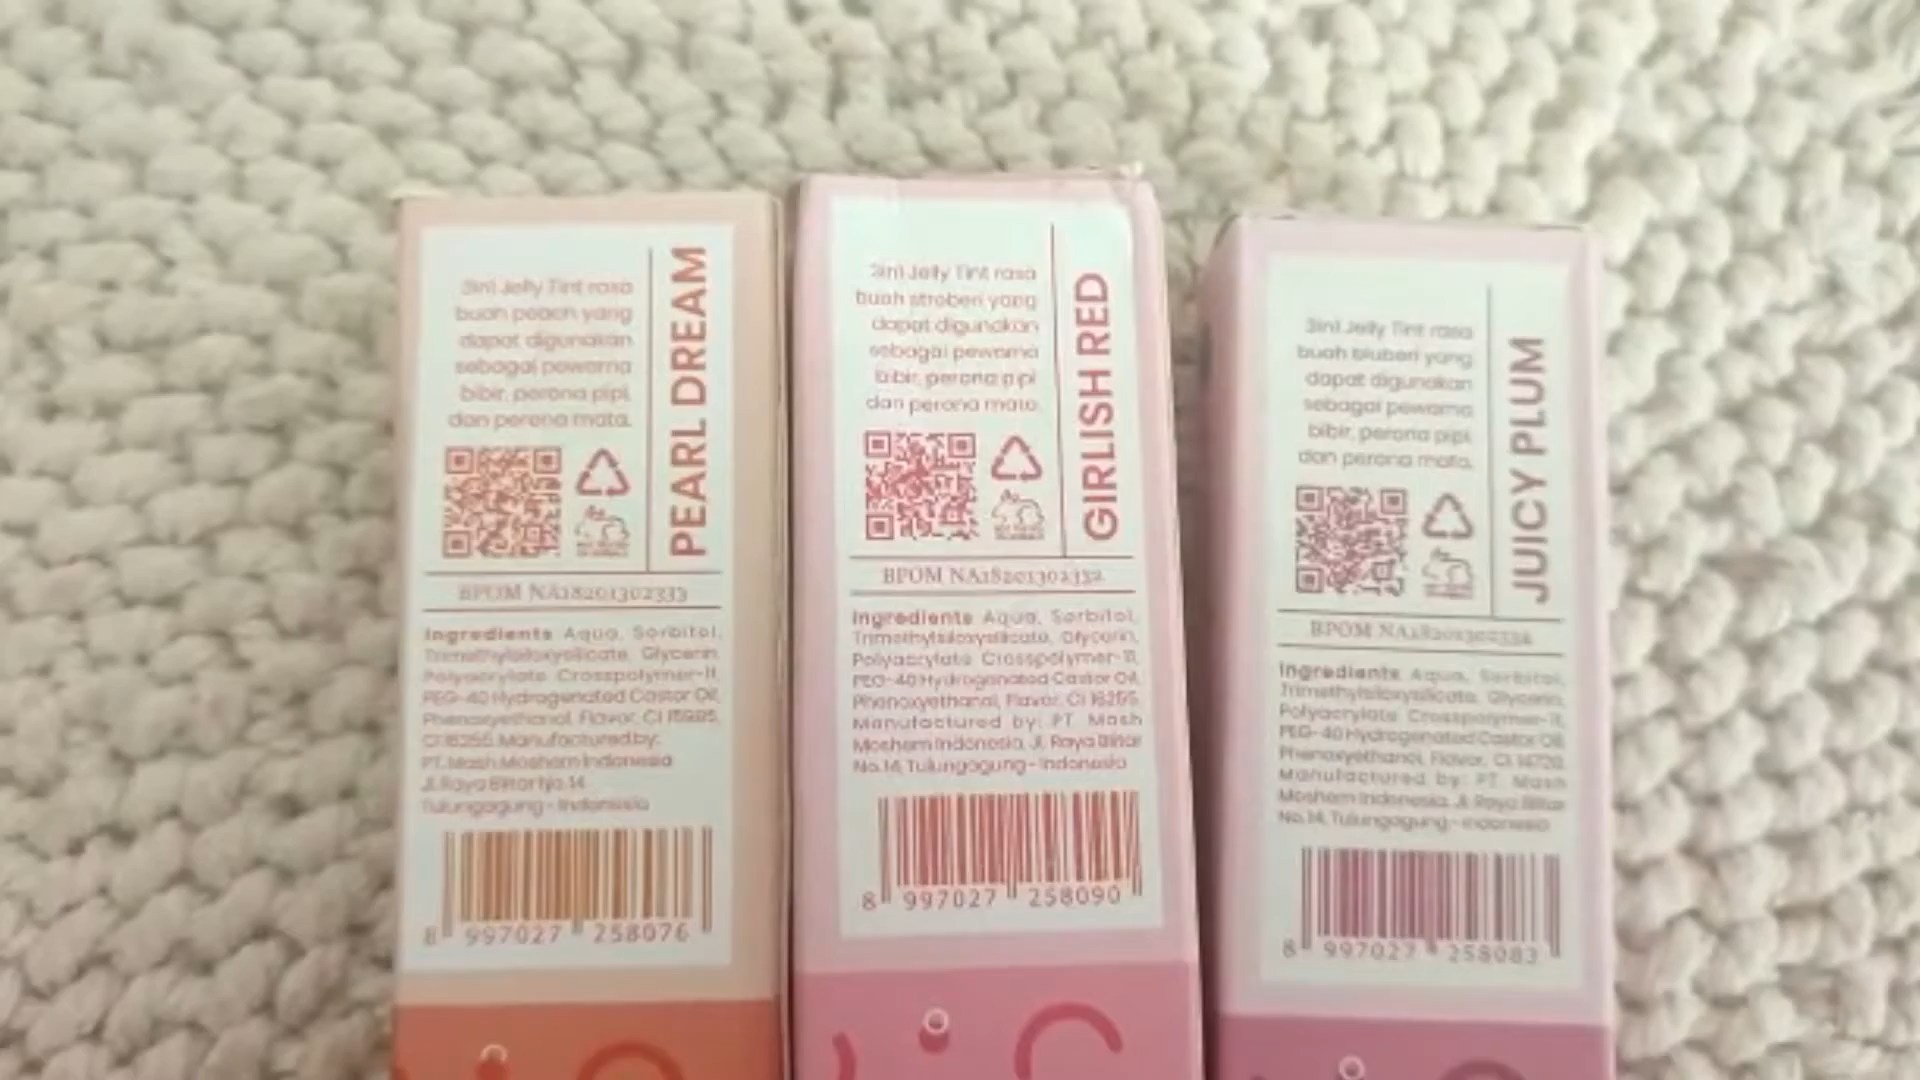 3in1 Jelly Tint rasa
buah peach yang
dapat digunakan
sebagai pewarna
bibir, perona pipi,
dan perona mata.
PEARL DREAM
BPOM NA18201302333
Ingredients Aqua, Sorbitol,
Trimethylsiloxysilicate, Glycerin,
Polyacrylate Crosspolymer-11,
PEG-40 Hydrogenated Castor Oil,
Phenoxyethanol, Flavor, CI 15985,
CI 16255. Manufactured by:
PT. Mash Moshem Indonesia
Jl. Raya Blitar No. 14
Tulungagung - Indonesia
8 997027 258076
3in1 Jelly Tint rasa
buah stroberi yang
dapat digunakan
sebagai pewarna
bibir, perona pipi
dan perona mata.
GIRLISH RED
BPOM NA18201302332
Ingredients Aqua, Sorbitol,
Trimethylsiloxysilicate, Glycerin,
Polyacrylate Crosspolymer-11,
PEG-40 Hydrogenated Castor Oil,
Phenoxyethanol, Flavor, CI 16255.
Manufactured by: PT. Mash
Moshem Indonesia, Jl. Raya Blitar
No.14, Tulungagung - Indonesia
8 997027 258090
3in1 Jelly Tint rasa
buah bluberi yang
dapat digunakan
sebagai pewarna
bibir, perona pipi,
dan perona mata.
JUICY PLUM
BPOM NA18201302334
Ingredients Aqua, Sorbitol,
Trimethylsiloxysilicate, Glycerin,
Polyacrylate Crosspolymer-11,
PEG-40 Hydrogenated Castor Oil,
Phenoxyethanol, Flavor, CI 14720.
Manufactured by: PT. Mash
Moshem Indonesia, Jl. Raya Blitar
No.14, Tulungagung - Indonesia
8 997027 258083